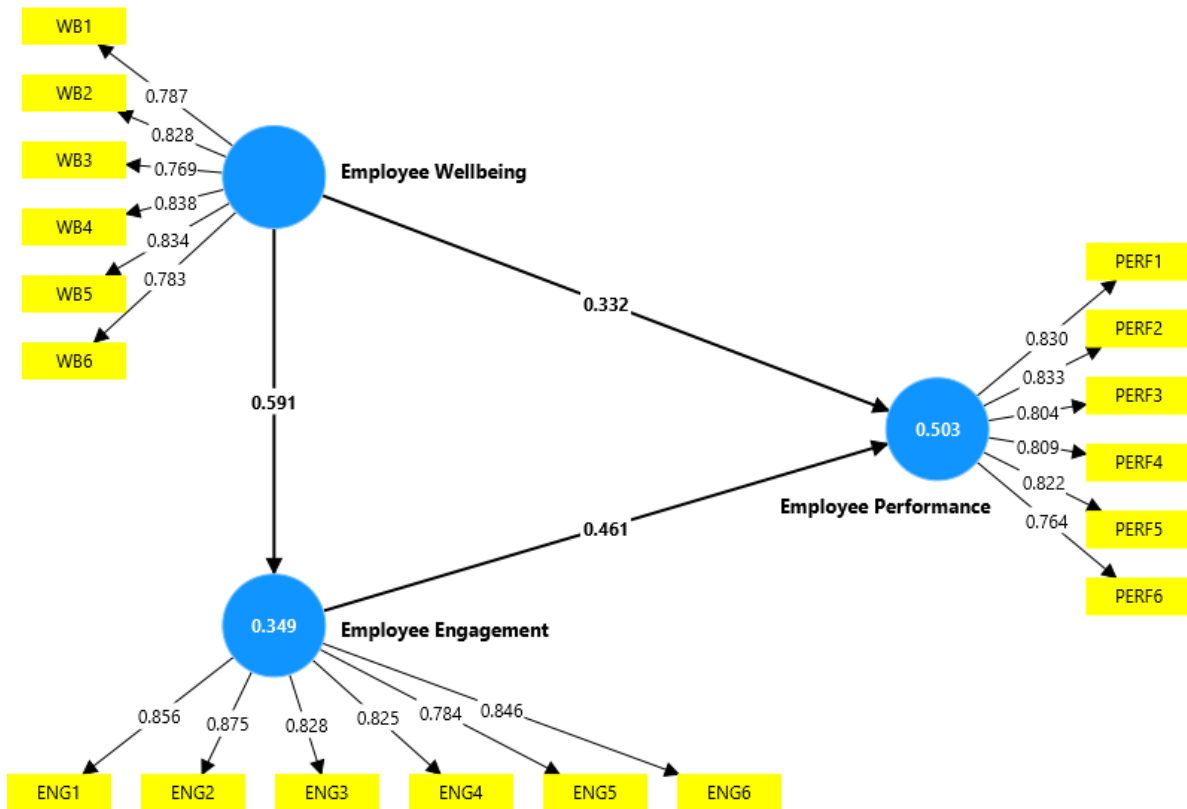 WB1
0.787
WB2
0.828
WB3
0.769
Employee Wellbeing
0.838
WB4
0.834
WB5
0.783
WB6
0.332
0.591
PERF1
0.830
PERF2
0.833
PERF3
0.804
0.503
0.809
PERF4
0.822
Employee Performance
0.764
PERF5
PERF6
0.461
0.349
Employee Engagement
0.856
0.875
0.828
0.825
0.784
0.846
ENG1
ENG2
ENG3
ENG4
ENG5
ENG6